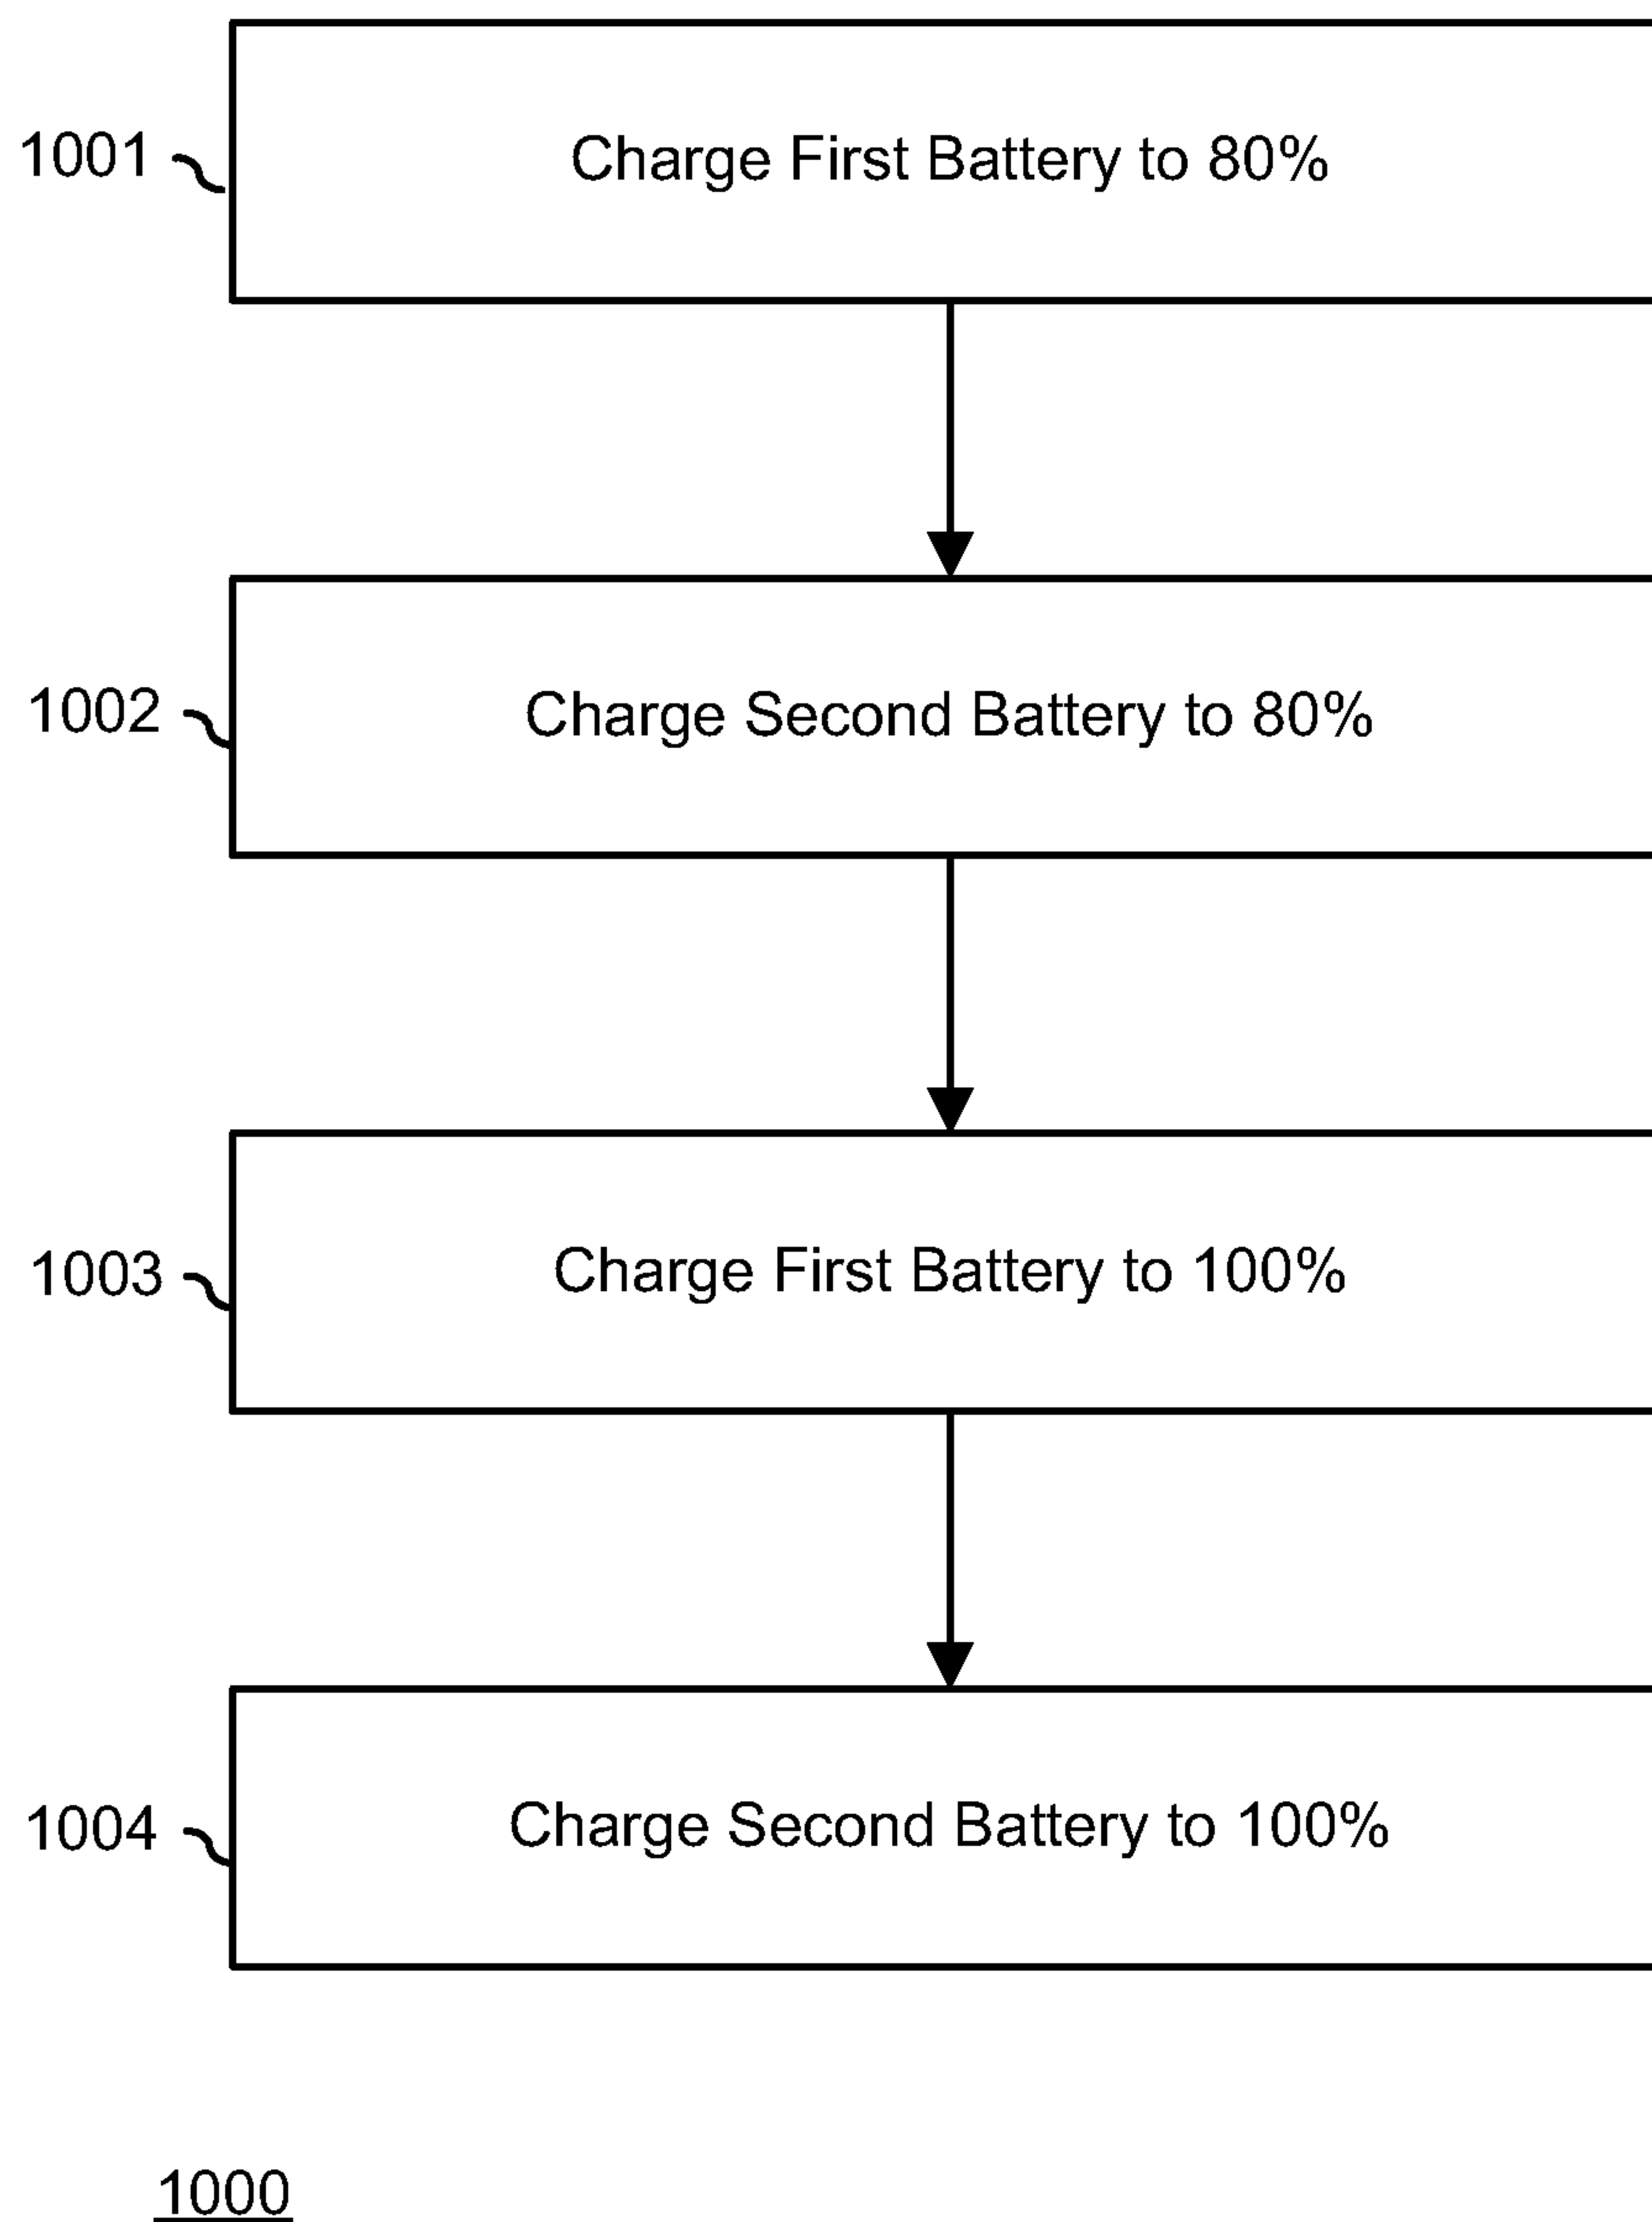 1001
Charge First Battery to 80%
1002
Charge Second Battery to 80%
1003
Charge First Battery to 100%
1004
Charge Second Battery to 100%
1000